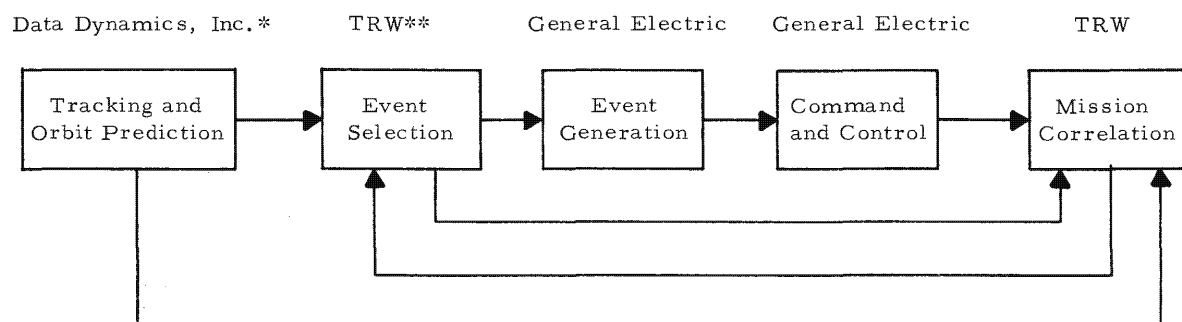 Data Dynamics, Inc.* TRW** General Electric General Electric TRW
Tracking and
Orbit Prediction
Event
Selection
Event
Generation
Command
and Control
Mission
Correlation